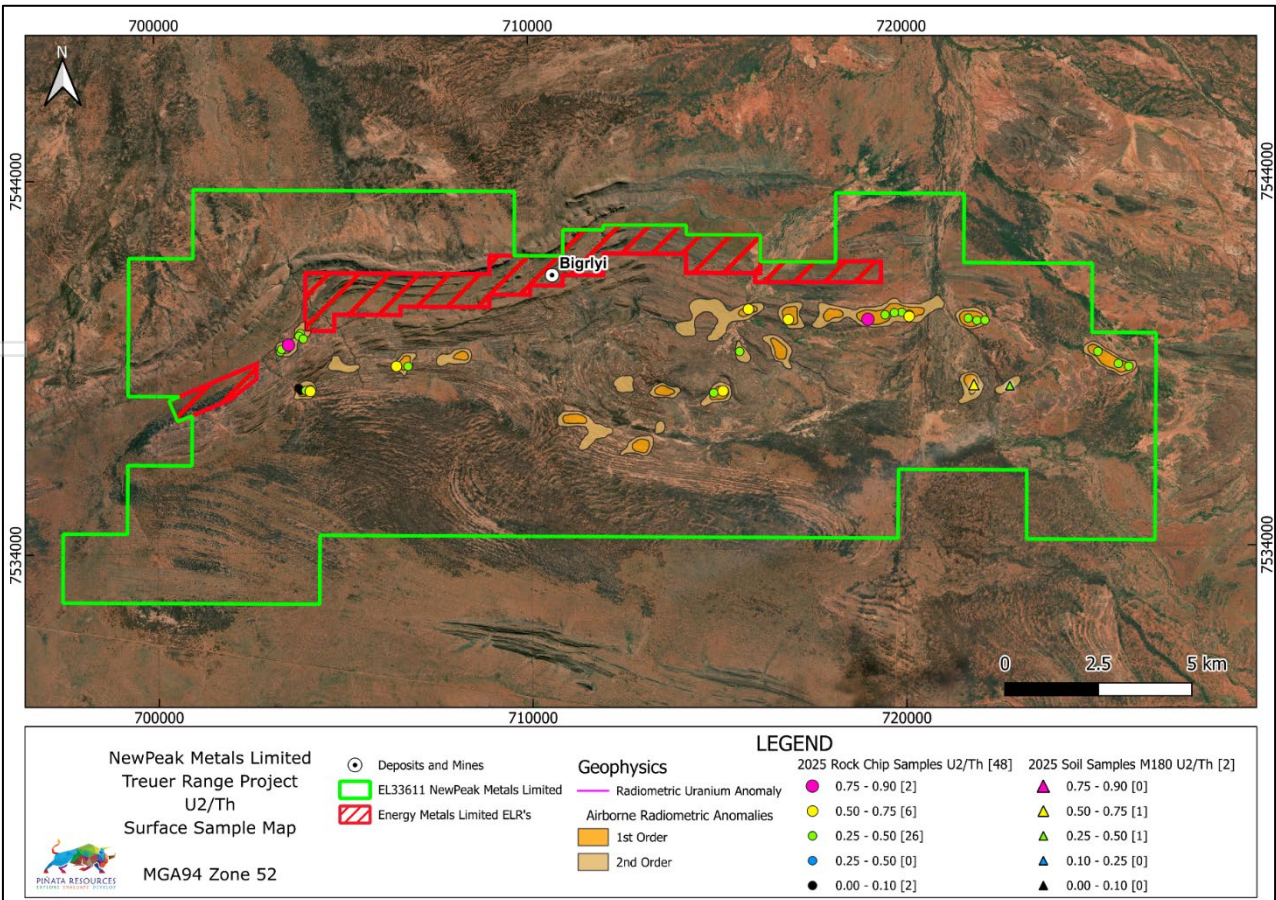 700000
710000
720000
N
7544000
7544000
Bigrlyi
7534000
7534000
0 2.5 5 km
700000
710000
720000
LEGEND
NewPeak Metals Limited
Treuer Range Project
U2/Th
Surface Sample Map
MGA94 Zone 52
PIÑATA RESOURCES
EXPLORE EVALUATE DEVELOP
Deposits and Mines
EL33611 NewPeak Metals Limited
Energy Metals Limited ELR's
Geophysics
Radiometric Uranium Anomaly
Airborne Radiometric Anomalies
1st Order
2nd Order
2025 Rock Chip Samples U2/Th [48]
0.75 - 0.90 [2]
0.50 - 0.75 [6]
0.25 - 0.50 [26]
0.25 - 0.50 [0]
0.00 - 0.10 [2]
2025 Soil Samples M180 U2/Th [2]
0.75 - 0.90 [0]
0.50 - 0.75 [1]
0.25 - 0.50 [1]
0.10 - 0.25 [0]
0.00 - 0.10 [0]